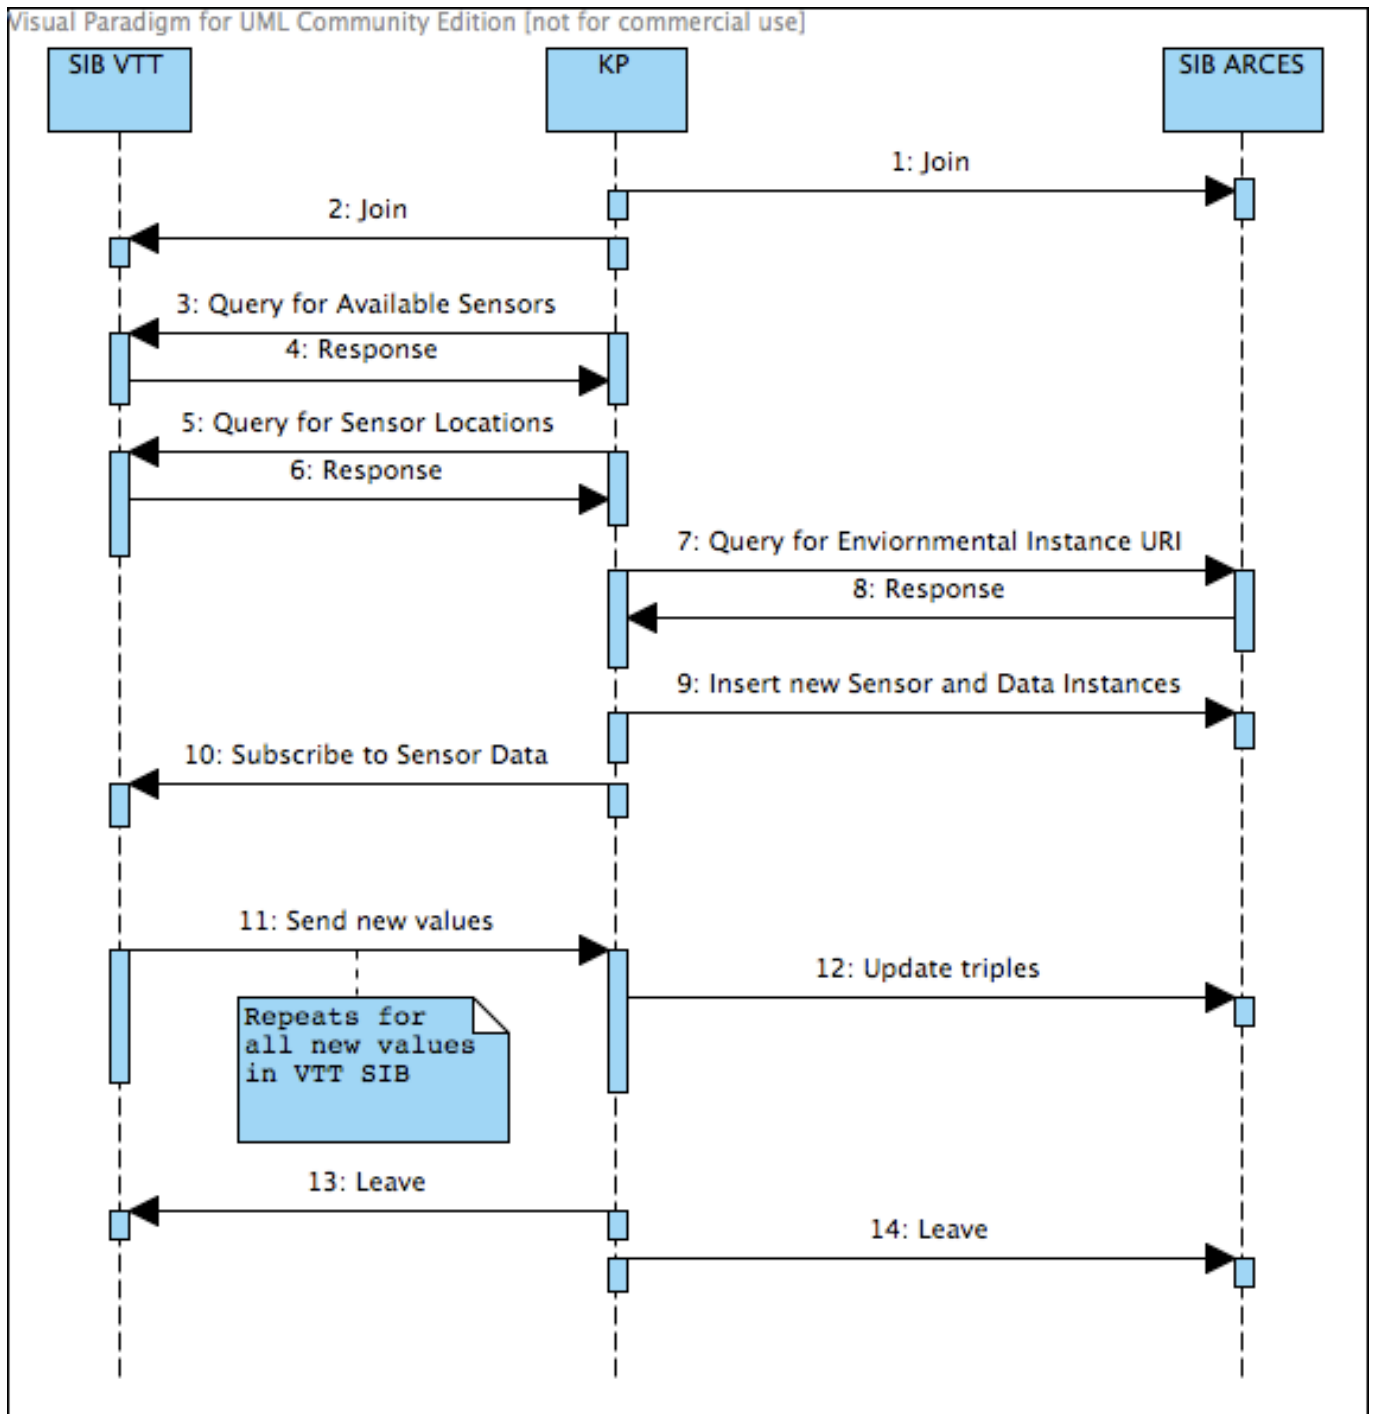 Visual Paradigm for UML Community Edition [not for commercial use]
SIB VTT
KP
SIB ARCES
1: Join
2: Join
3: Query for Available Sensors
4: Response
5: Query for Sensor Locations
6: Response
7: Query for Enviornmental Instance URI
8: Response
9: Insert new Sensor and Data Instances
10: Subscribe to Sensor Data
11: Send new values
12: Update triples
Repeats for
all new values
in VTT SIB
13: Leave
14: Leave